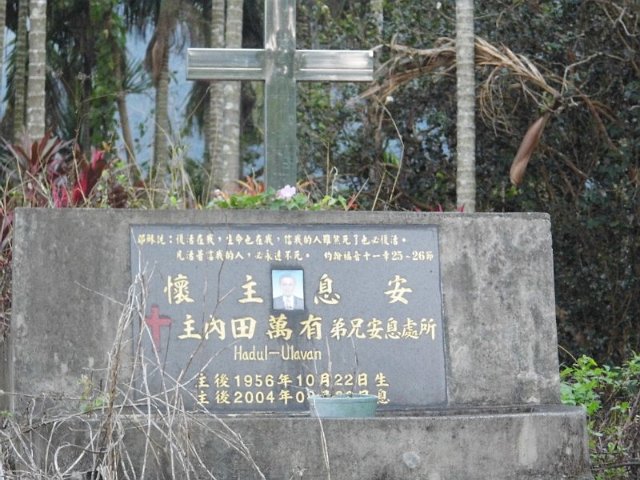 耶穌說：復活在我，生命也在我，信我的人雖然死了也必復活。
凡活著信我的人，必永遠不死。 約翰福音十一章25~26節
懷主息安
主內田萬有弟兄安息處所
Hadul-Ulavan
主後1956年10月22日生
主後2004年0 月 日息